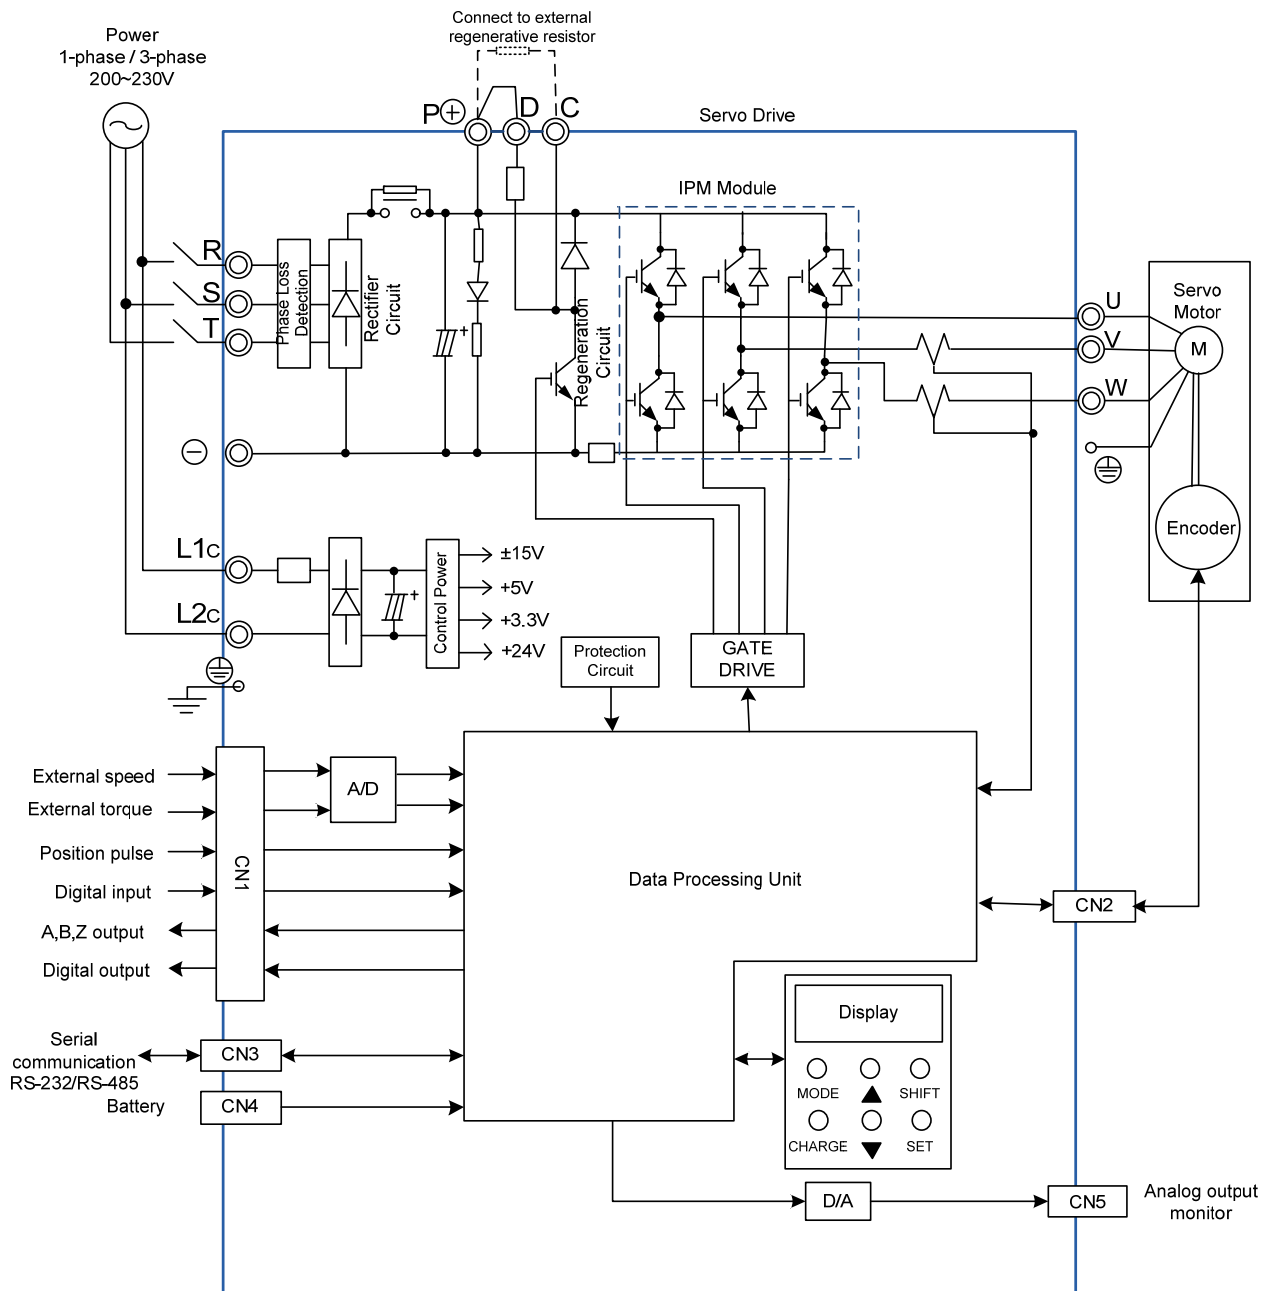 Connect to external
regenerative resistor
Power
1-phase / 3-phase
200~230V
P
D
C
Servo Drive
IPM Module
R
S
T
Phase Loss
Detection
Rectifier
Circuit
+
Regeneration
Circuit
U
V
W
Servo
Motor
M
Encoder
L1C
L2C
+
Control Power
±15V
+5V
+3.3V
+24V
Protection
Circuit
GATE
DRIVE
External speed
External torque
Position pulse
Digital input
A,B,Z output
Digital output
CN1
A/D
Data Processing Unit
CN2
Serial
communication
RS-232/RS-485
CN3
Battery
CN4
Display
MODE
SHIFT
CHARGE
SET
D/A
CN5
Analog output
monitor